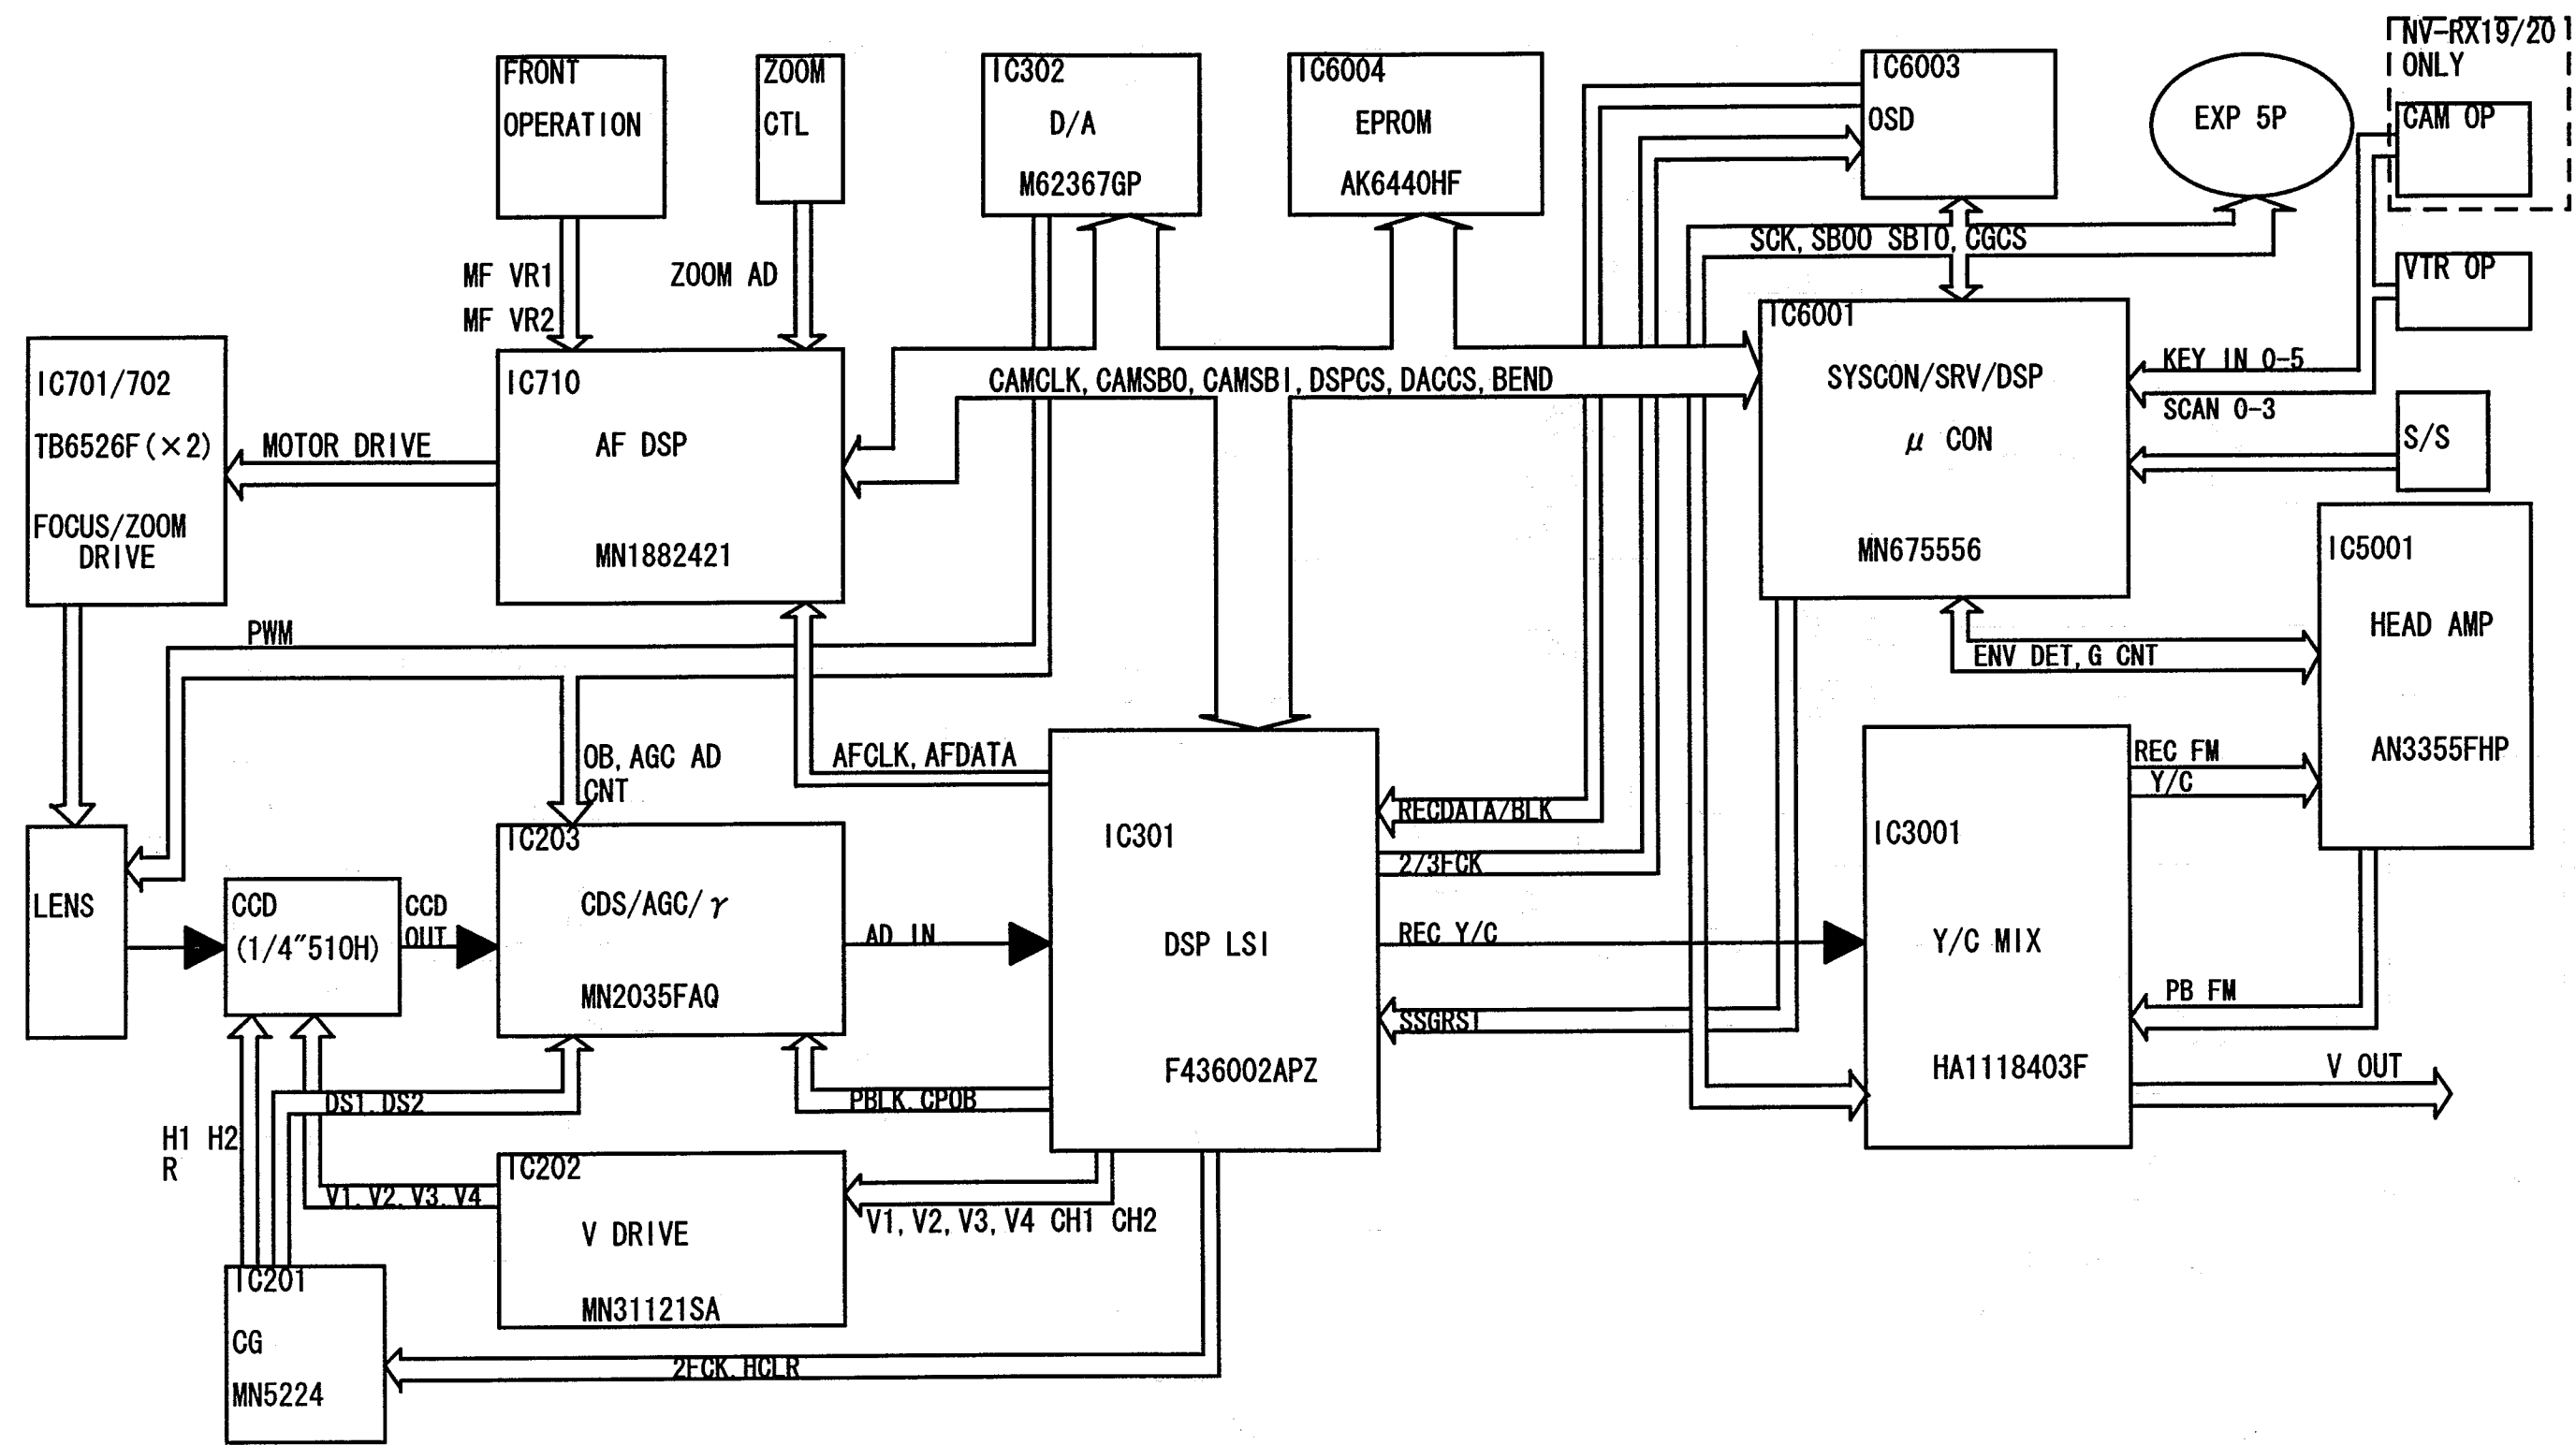 NV-RX19/20
ONLY
CAM OP
FRONT
OPERATION
ZOOM
CTL
IC302
D/A
M62367GP
IC6004
EPROM
AK6440HF
IC6003
OSD
EXP 5P
VTR OP
SCK, SBOO SBIO, CGCS
MF VR1
MF VR2
ZOOM AD
IC701/702
TB6526F(×2)
FOCUS/ZOOM
DRIVE
MOTOR DRIVE
IC710
AF DSP
MN1882421
CAMCLK, CAMSBO, CAMSBI, DSPCS, DACCS, BEND
IC6001
SYSCON/SRV/DSP
μ CON
MN675556
KEY IN 0-5
SCAN 0-3
S/S
IC5001
HEAD AMP
AN3355FHP
ENV DET, G CNT
PWM
OB, AGC AD
CNT
AFCLK, AFDATA
LENS
CCD
(1/4″510H)
CCD
OUT
IC203
CDS/AGC/γ
MN2035FAQ
AD IN
IC301
DSP LSI
F436002APZ
RECDATA/BLK
2/3FCK
REC Y/C
SSGRST
IC3001
Y/C MIX
HA1118403F
REC FM
Y/C
PB FM
V OUT
DS1. DS2
PBLK. CPOB
H1 H2
R
V1. V2. V3. V4
IC202
V DRIVE
MN31121SA
V1, V2, V3, V4 CH1 CH2
IC201
CG
MN5224
2FCK. HCLR